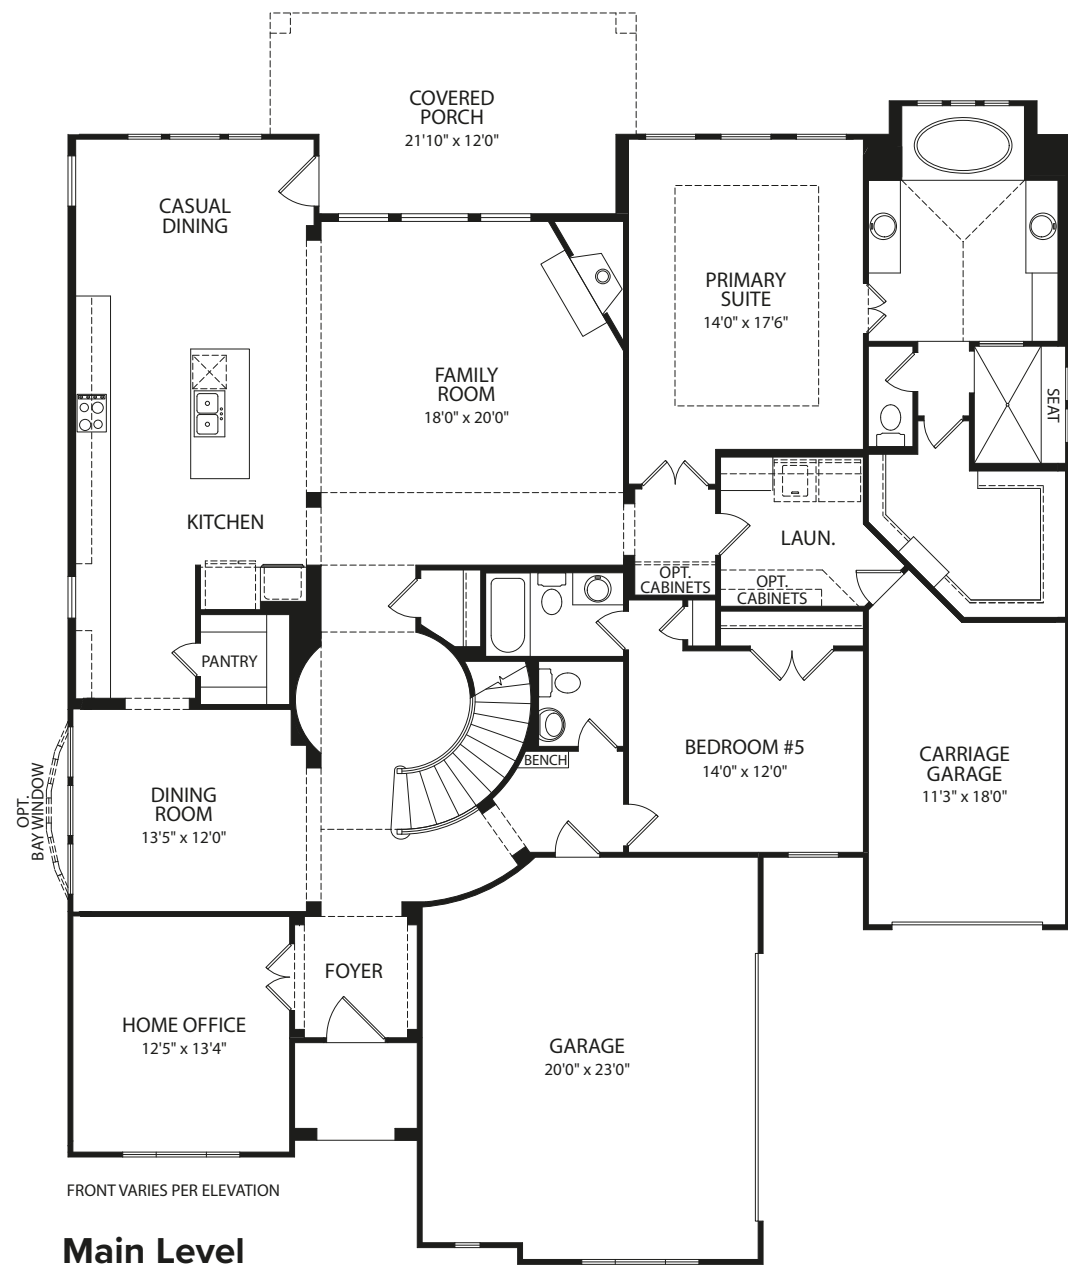 COVERED
PORCH
21'10" x 12'0"
CASUAL
DINING
PRIMARY
SUITE
14'0" x 17'6"
FAMILY
ROOM
18'0" x 20'0"
SEAT
KITCHEN
LAUN.
OPT.
CABINETS
OPT.
CABINETS
PANTRY
BEDROOM #5
14'0" x 12'0"
BENCH
CARRIAGE
GARAGE
11'3" x 18'0"
OPT.
BAY WINDOW
DINING
ROOM
13'5" x 12'0"
FOYER
HOME OFFICE
12'5" x 13'4"
GARAGE
20'0" x 23'0"
FRONT VARIES PER ELEVATION
Main Level